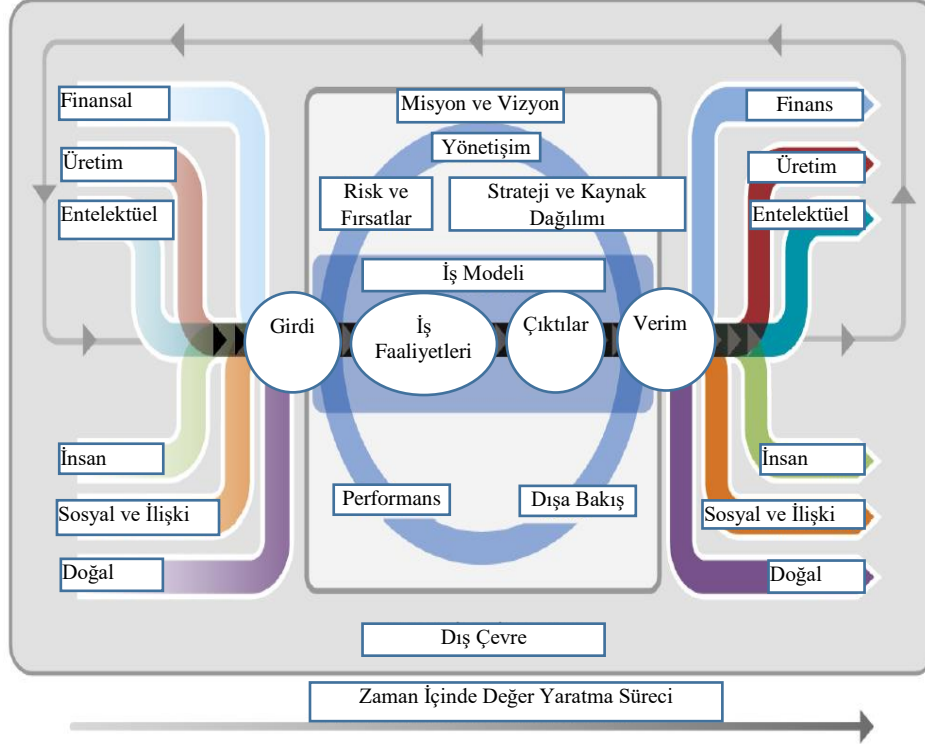 Finansal
Misyon ve Vizyon
Finans
Yönetişim
Üretim
Üretim
Risk ve
Fırsatlar
Strateji ve Kaynak
Dağılımı
Entelektüel
Entelektüel
İş Modeli
Girdi
İş
Faaliyetleri
Çıktılar
Verim
İnsan
İnsan
Performans
Dışa Bakış
Sosyal ve İlişki
Sosyal ve İlişki
Doğal
Doğal
Dış Çevre
Zaman İçinde Değer Yaratma Süreci